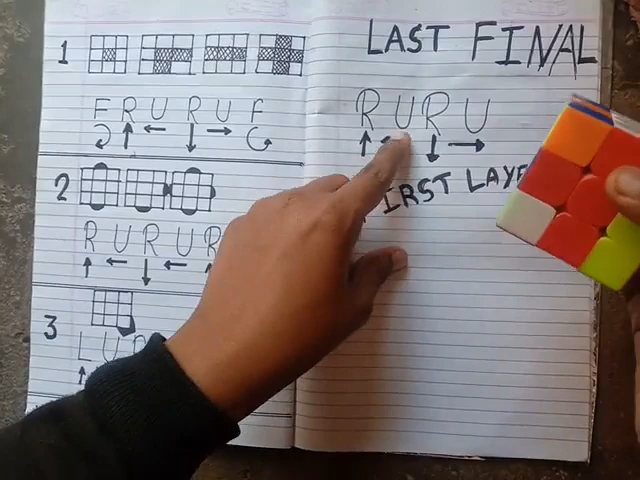 1
F R U R U F
2
R U R U R
3
L U
LAST FINAL
R U R U
FIRST LAYE